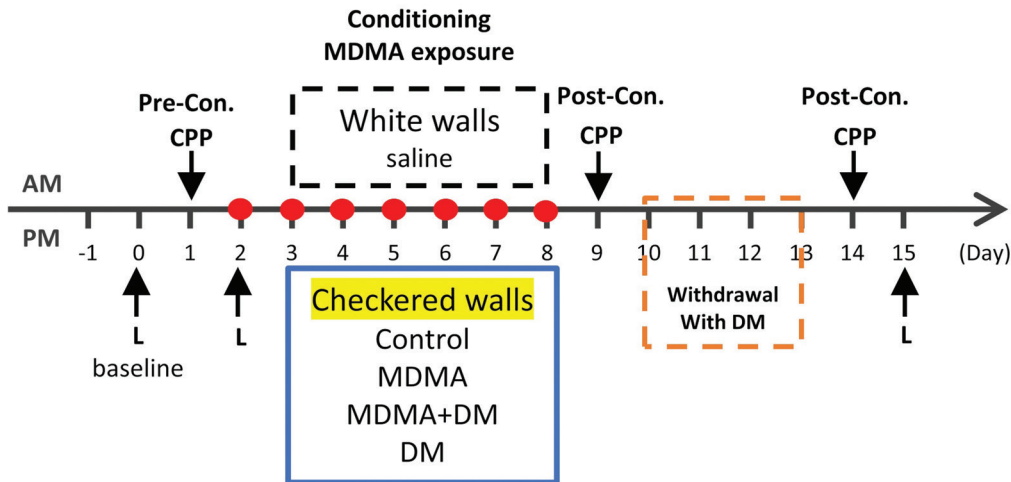 Conditioning
MDMA exposure
Pre-Con.
CPP
White walls
saline
Post-Con.
CPP
Post-Con.
CPP
AM
PM
-1 0 1 2 3 4 5 6 7 8 9 10 11 12 13 14 15 (Day)
L
baseline
L
Checkered walls
Control
MDMA
MDMA+DM
DM
Withdrawal
With DM
L